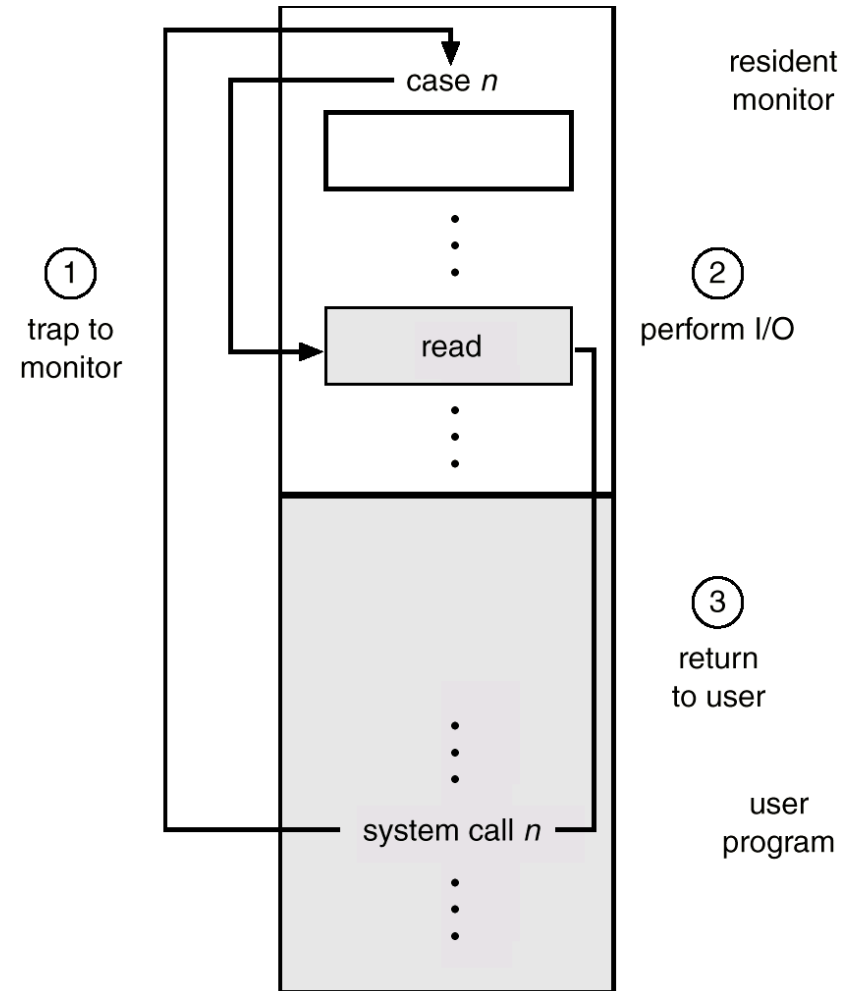 resident
monitor
case n
1
trap to
monitor
2
perform I/O
read
3
return
to user
user
program
system call n